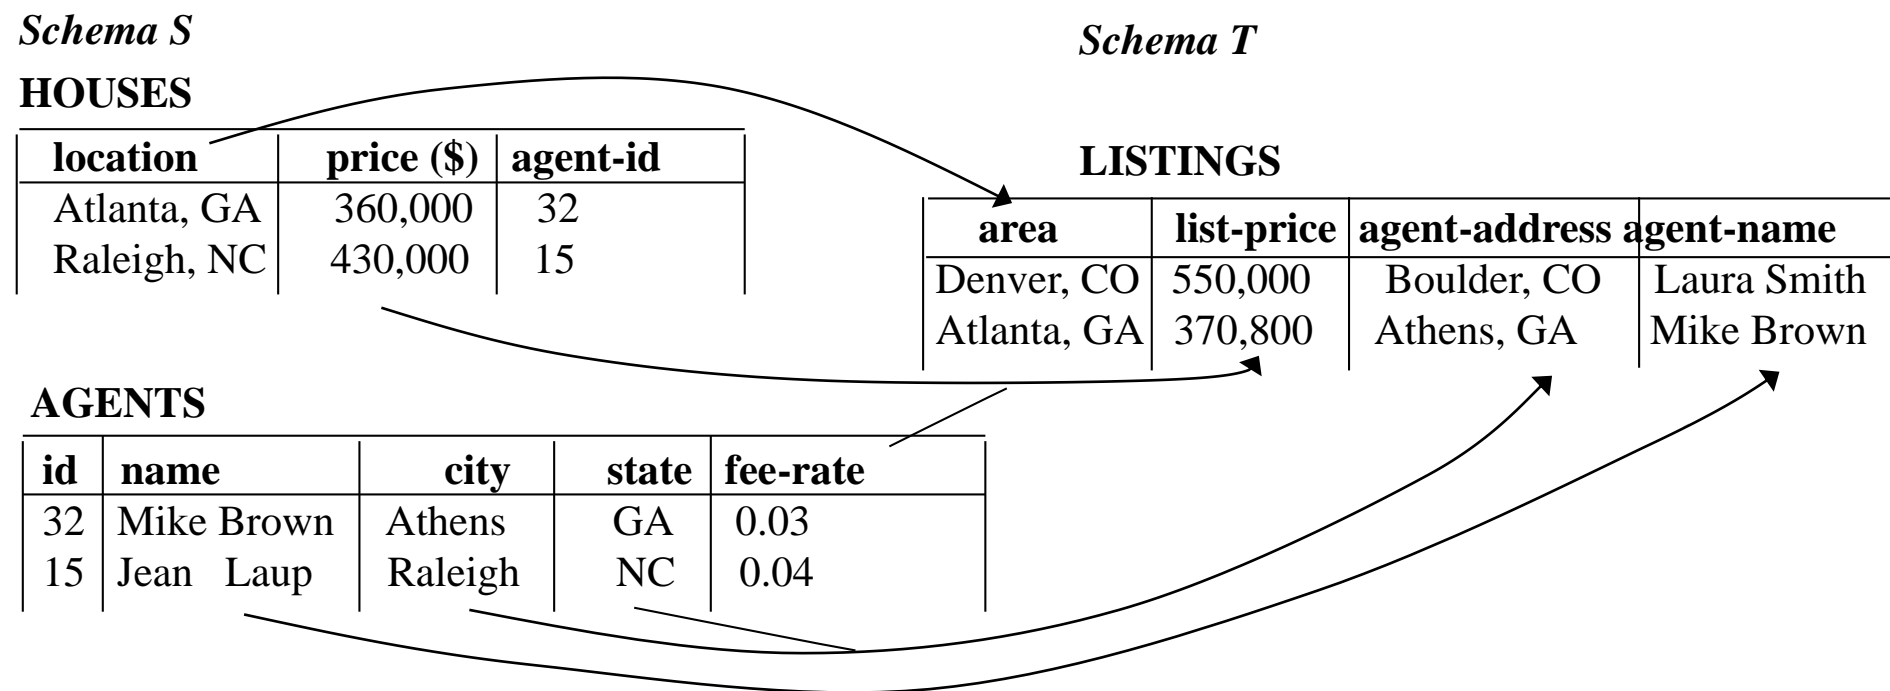 Schema S
HOUSES
location price ($) agent-id
Atlanta, GA 360,000 32
Raleigh, NC 430,000 15
AGENTS
id name city state fee-rate
32 Mike Brown Athens GA 0.03
15 Jean Laup Raleigh NC 0.04
Schema T
LISTINGS
area list-price agent-address agent-name
Denver, CO 550,000 Boulder, CO Laura Smith
Atlanta, GA 370,800 Athens, GA Mike Brown